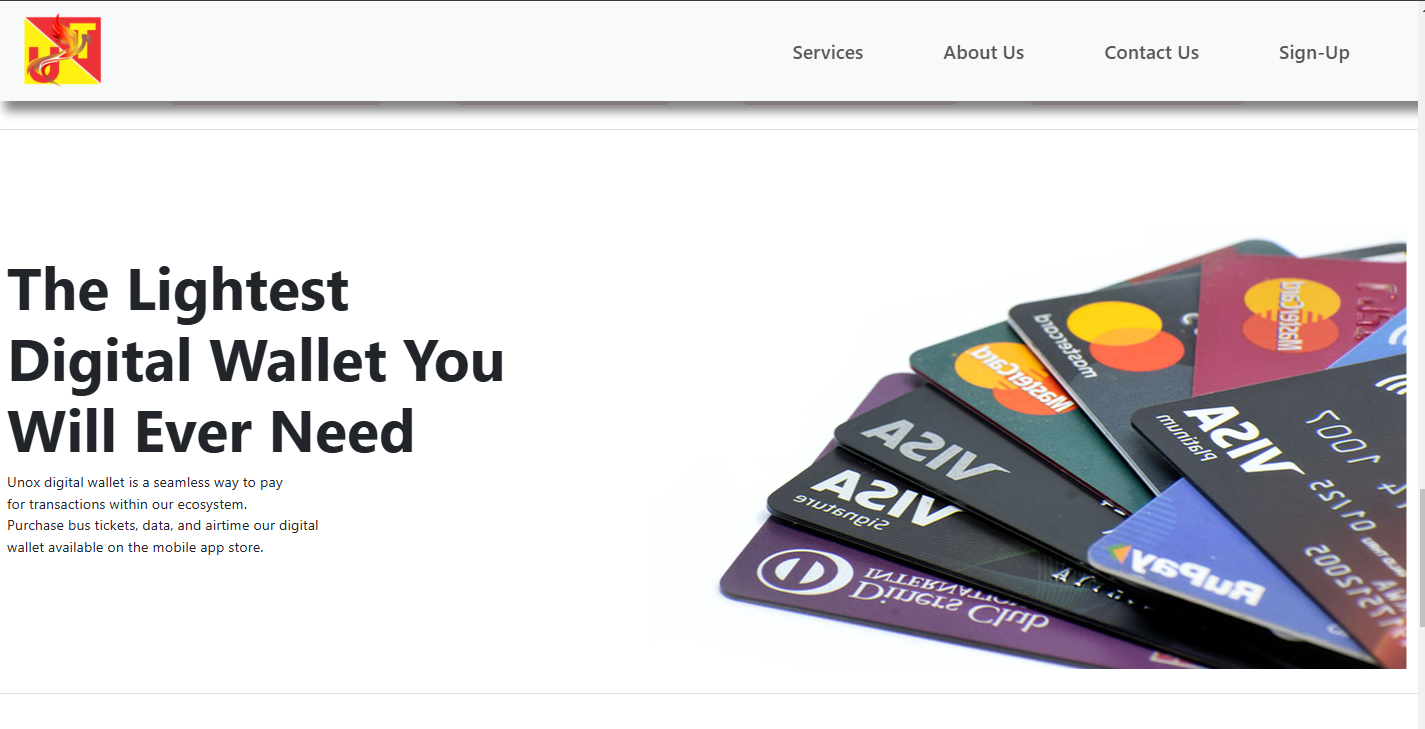 UT
Services About Us Contact Us Sign-Up
The Lightest
Digital Wallet You
Will Ever Need
Unox digital wallet is a seamless way to pay
for transactions within our ecosystem.
Purchase bus tickets, data, and airtime our digital
wallet available on the mobile app store.
MasterCard
mastercard
MasterCard
VISA
Platinum
1007
VISA
VISA
Signature
RuPay
INTERNATIONAL
Diners Club